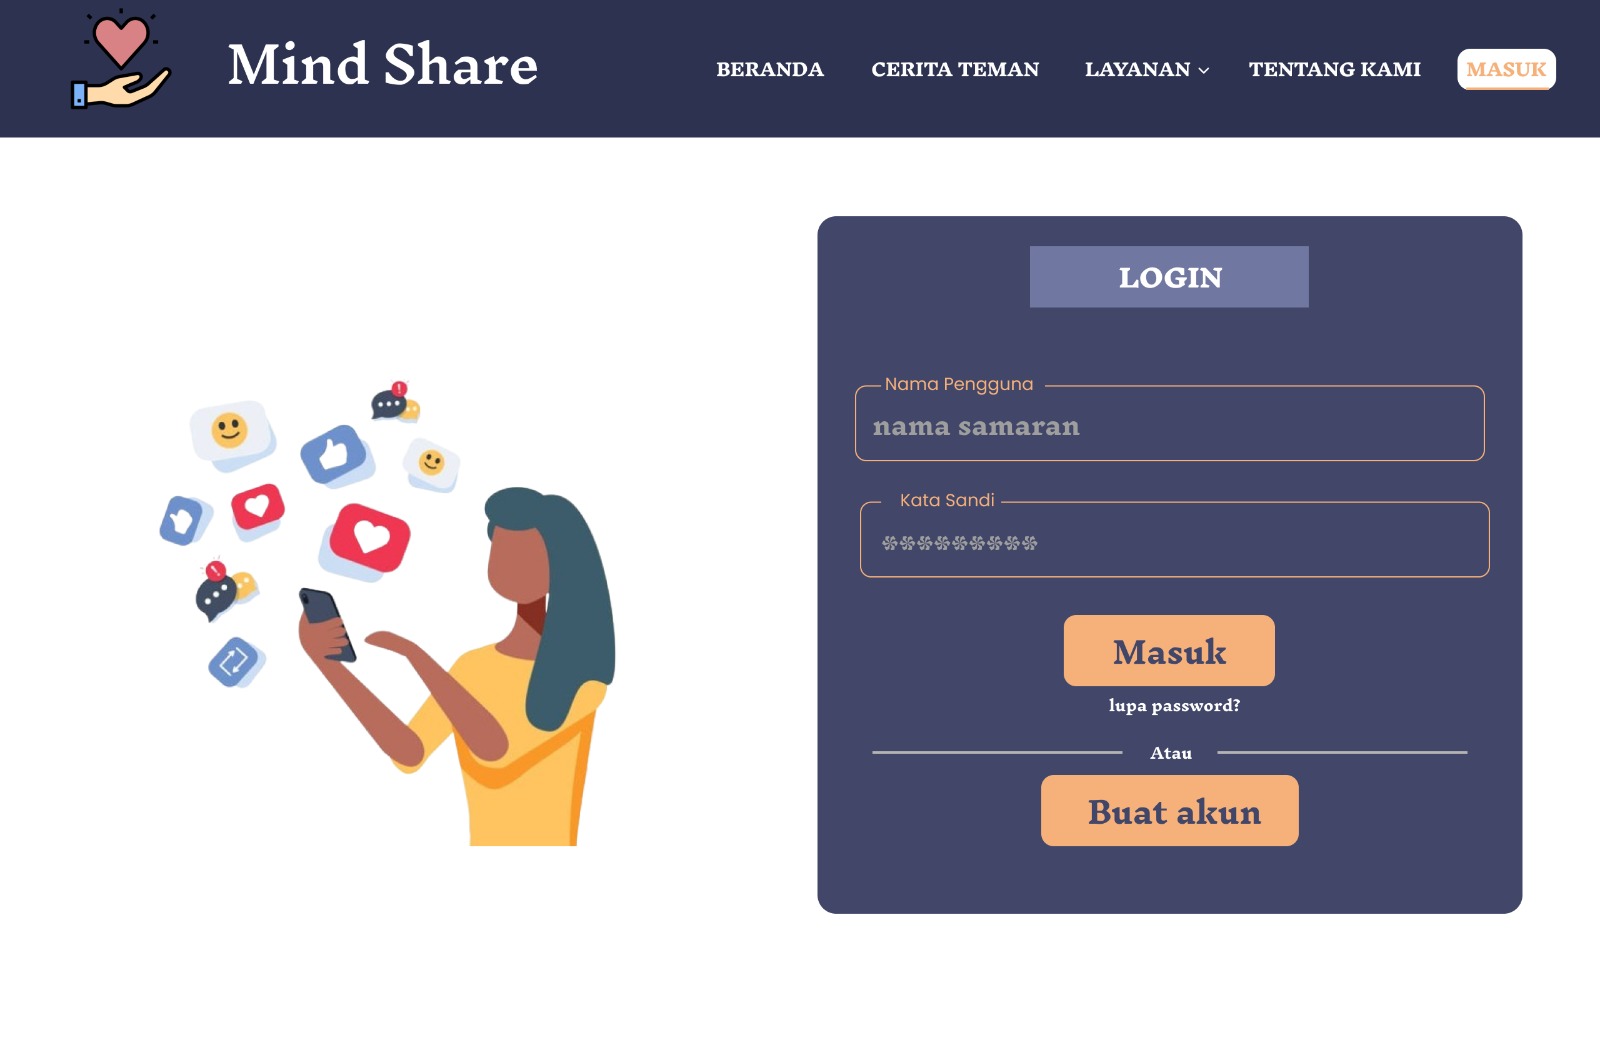 Mind Share
BERANDA
CERITA TEMAN
LAYANAN
TENTANG KAMI
MASUK
LOGIN
Nama Pengguna
nama samaran
Kata Sandi
*********
Masuk
lupa password?
Atau
Buat akun